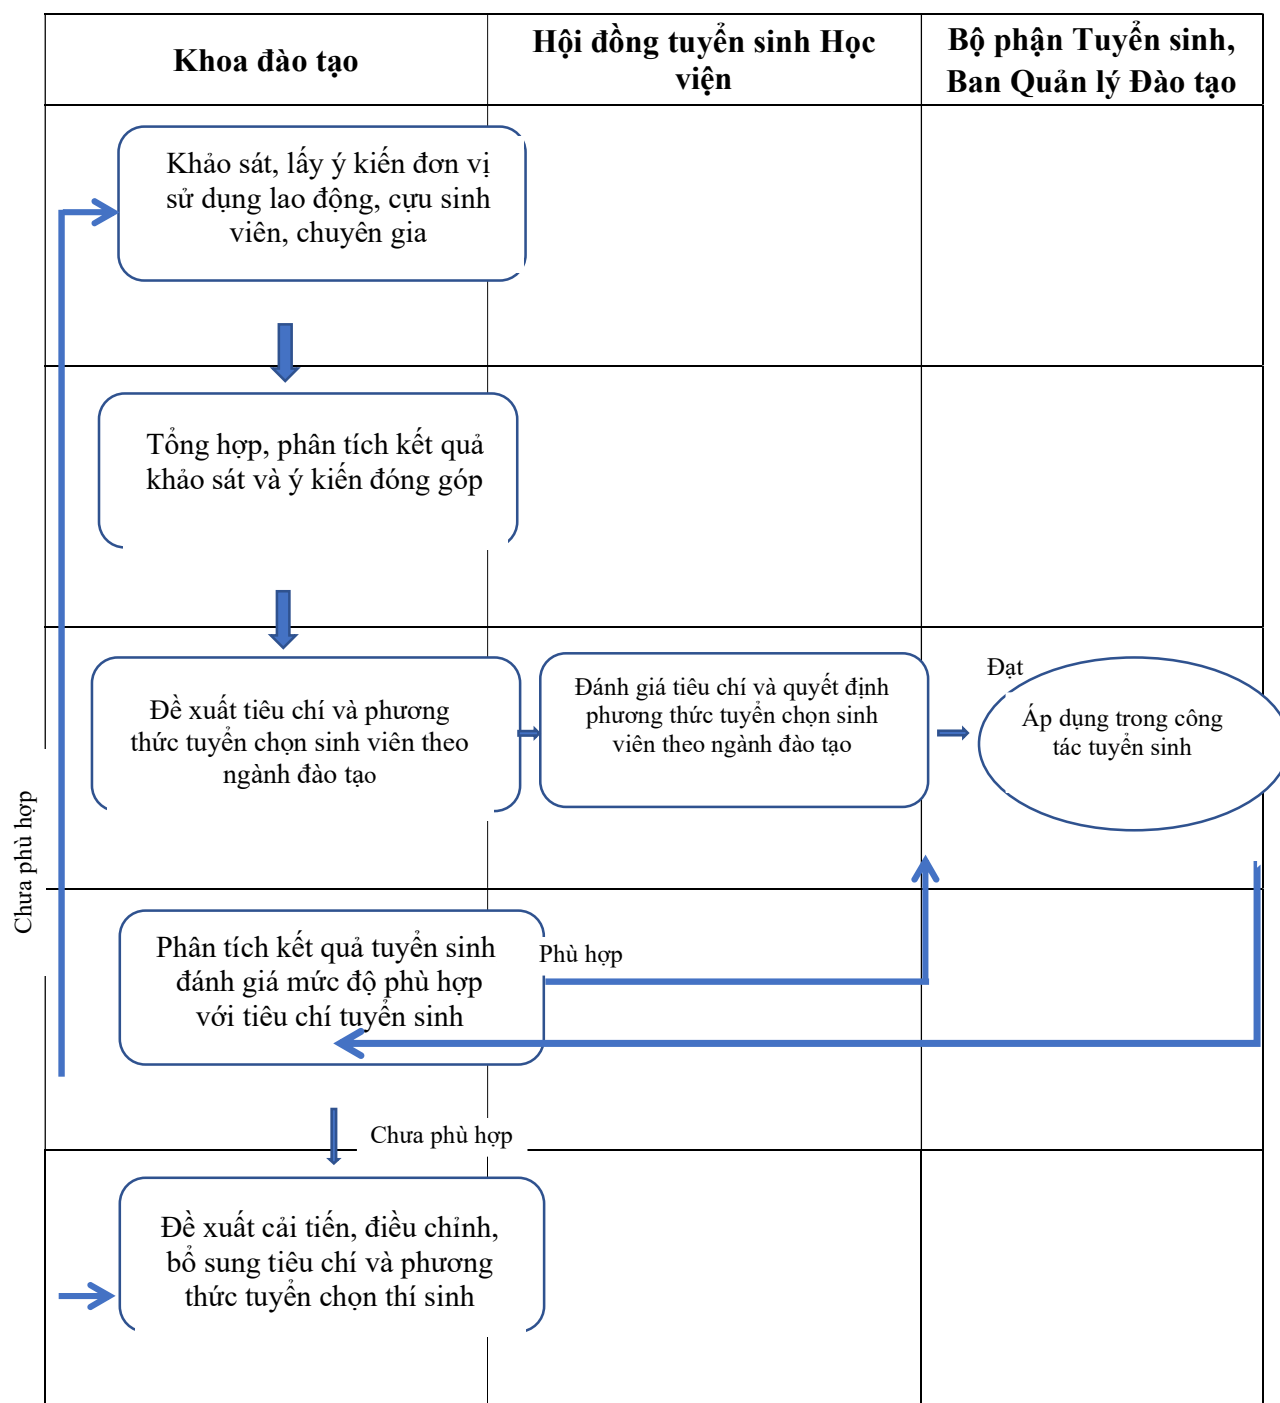 Khoa đào tạo
Hội đồng tuyển sinh Học
viện
Bộ phận Tuyển sinh,
Ban Quản lý Đào tạo
Khảo sát, lấy ý kiến đơn vị
sử dụng lao động, cựu sinh
viên, chuyên gia
Tổng hợp, phân tích kết quả
khảo sát và ý kiến đóng góp
Đề xuất tiêu chí và phương
thức tuyển chọn sinh viên theo
ngành đào tạo
Đánh giá tiêu chí và quyết định
phương thức tuyển chọn sinh
viên theo ngành đào tạo
Đạt
Áp dụng trong công
tác tuyển sinh
Chưa phù hợp
Phân tích kết quả tuyển sinh
đánh giá mức độ phù hợp
với tiêu chí tuyển sinh
Phù hợp
Chưa phù hợp
Đề xuất cải tiến, điều chỉnh,
bổ sung tiêu chí và phương
thức tuyển chọn thí sinh